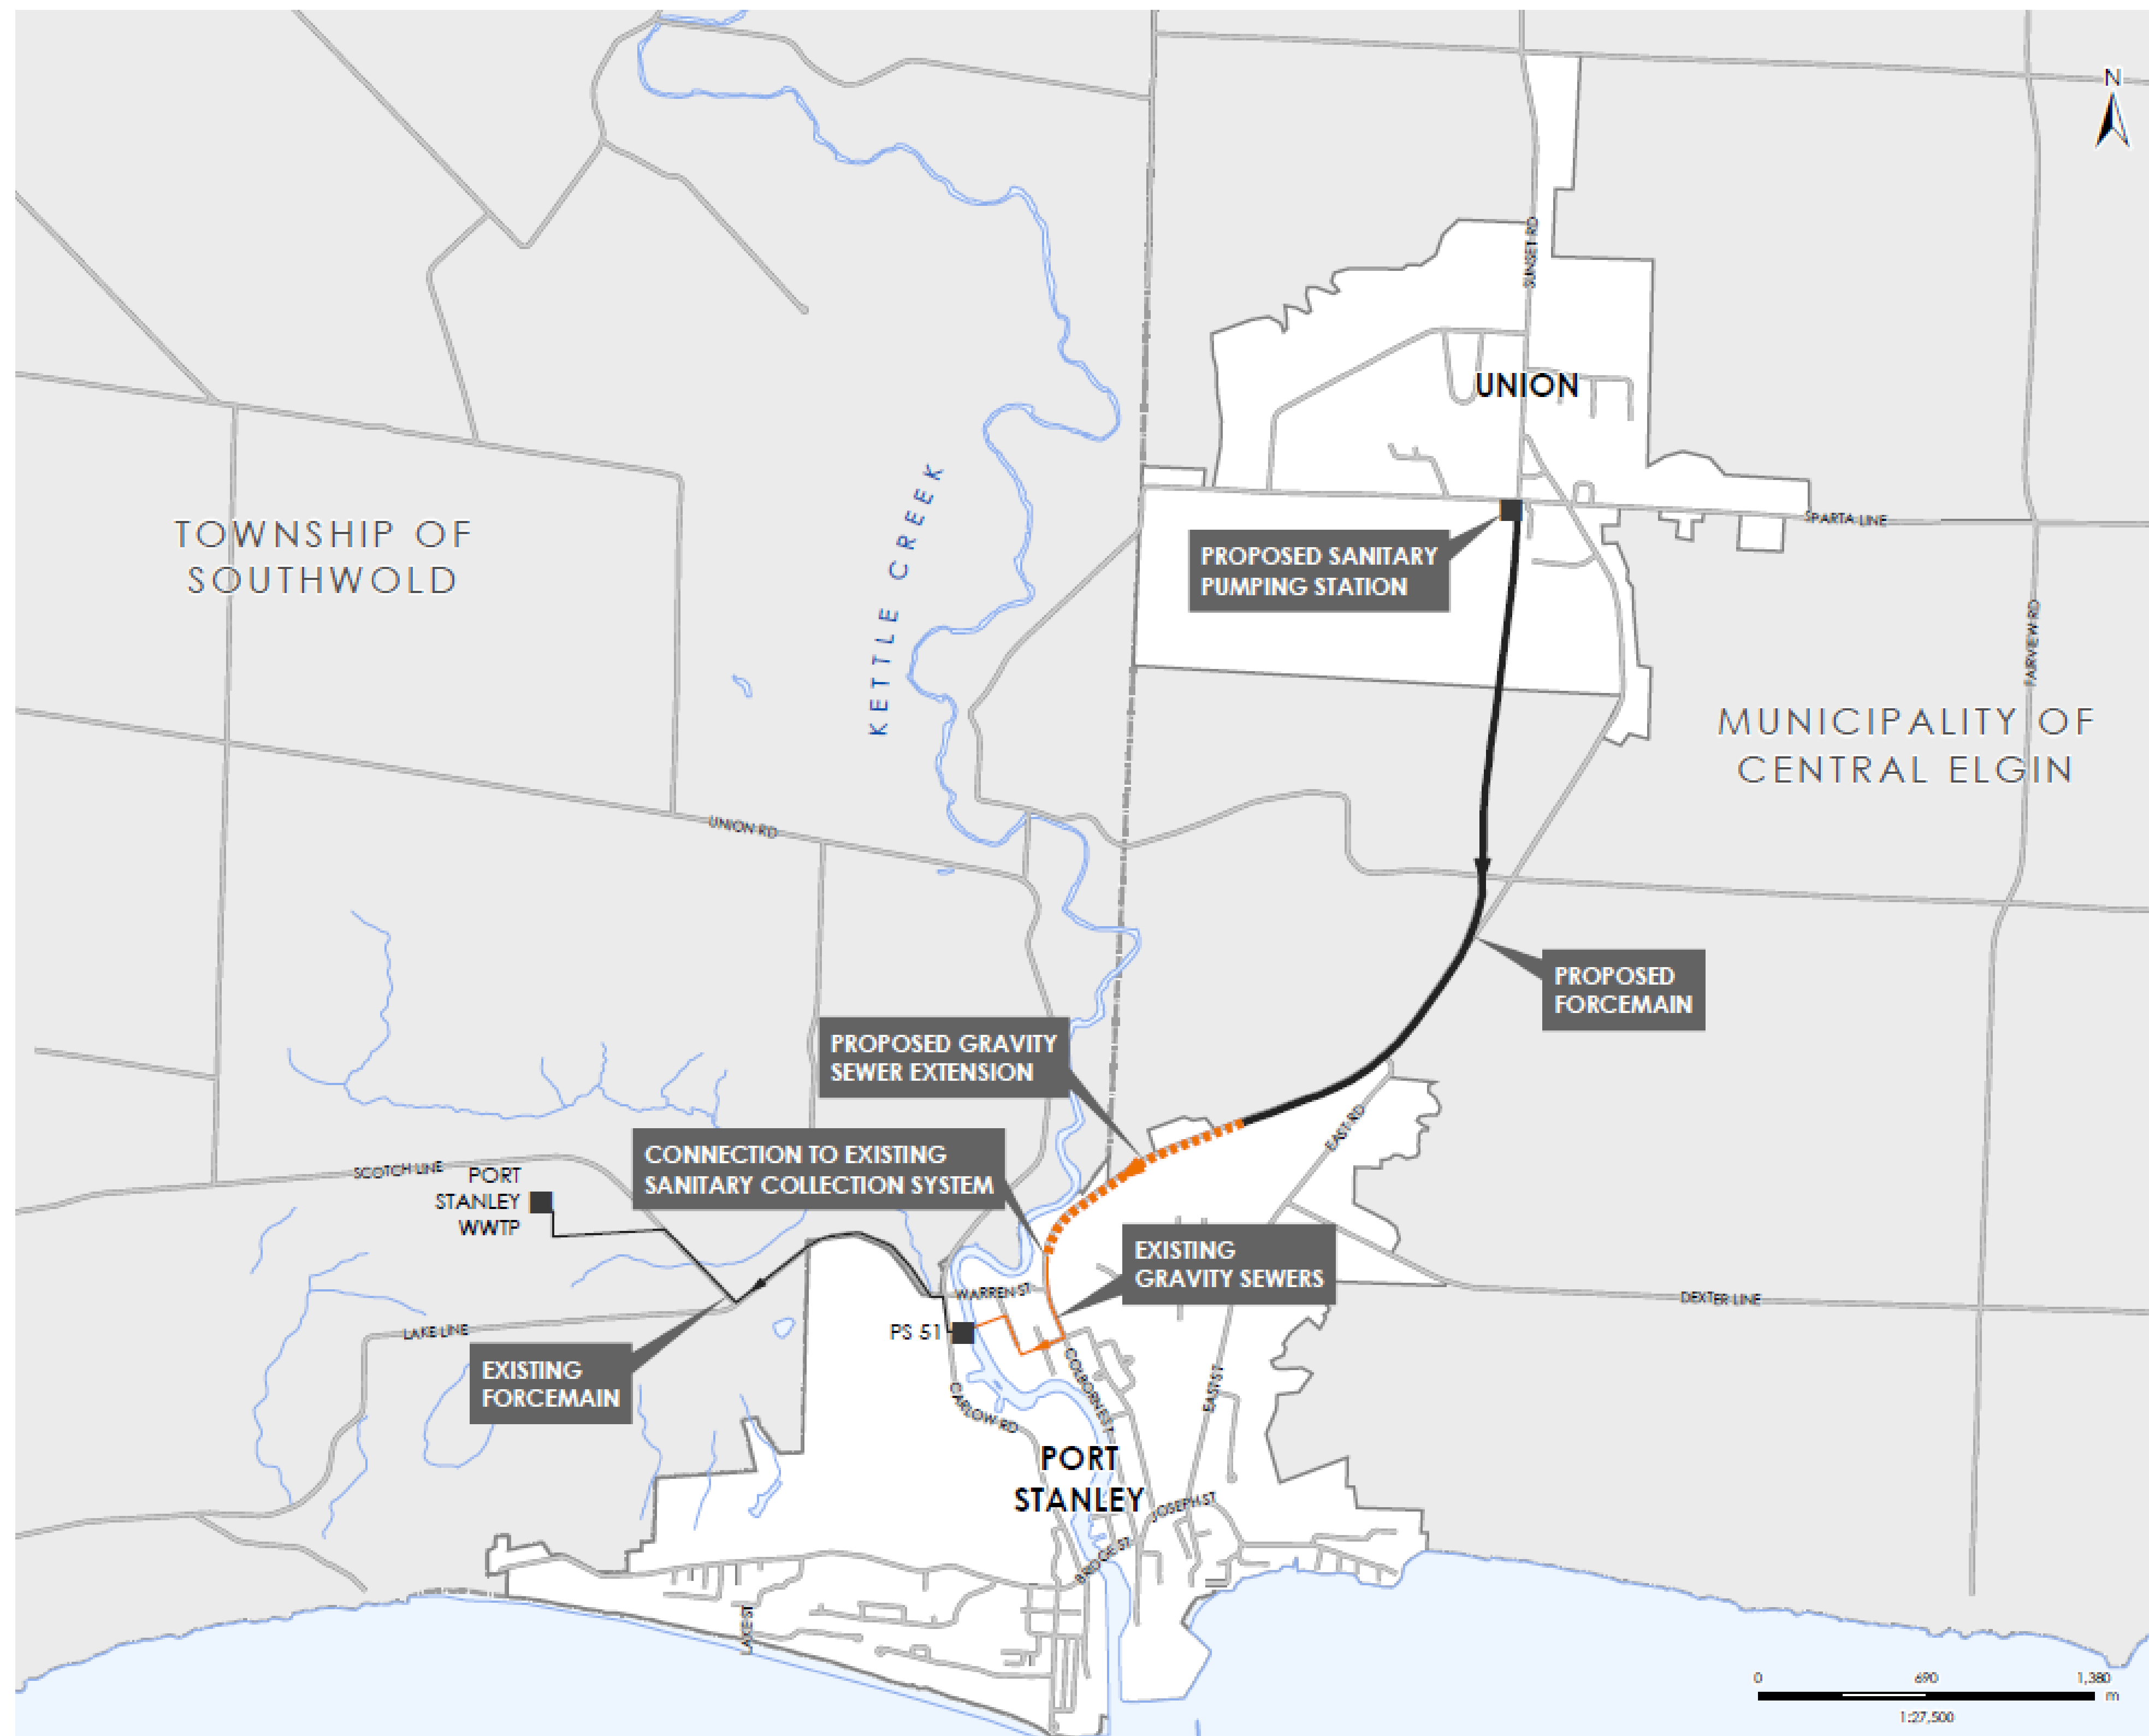 N
SUNSET RD
UNION
SPARTA LINE
PROPOSED SANITARY
PUMPING STATION
TOWNSHIP OF
SOUTHWOLD
KETTLE CREEK
FAIRVIEW RD
MUNICIPALITY OF
CENTRAL ELGIN
UNION RD
PROPOSED
FORCEMAIN
PROPOSED GRAVITY
SEWER EXTENSION
EAST RD
CONNECTION TO EXISTING
SANITARY COLLECTION SYSTEM
SCOTCH LINE
PORT
STANLEY
WWTP
EXISTING
GRAVITY SEWERS
WARREN ST
DEXTER LINE
LAKE LINE
PS 51
EXISTING
FORCEMAIN
COLBORNE ST
EAST ST
CARLOW RD
PORT
STANLEY
JOSEPH ST
BRIDGE ST
LAKE ST
0 690 1,380
m
1:27,500